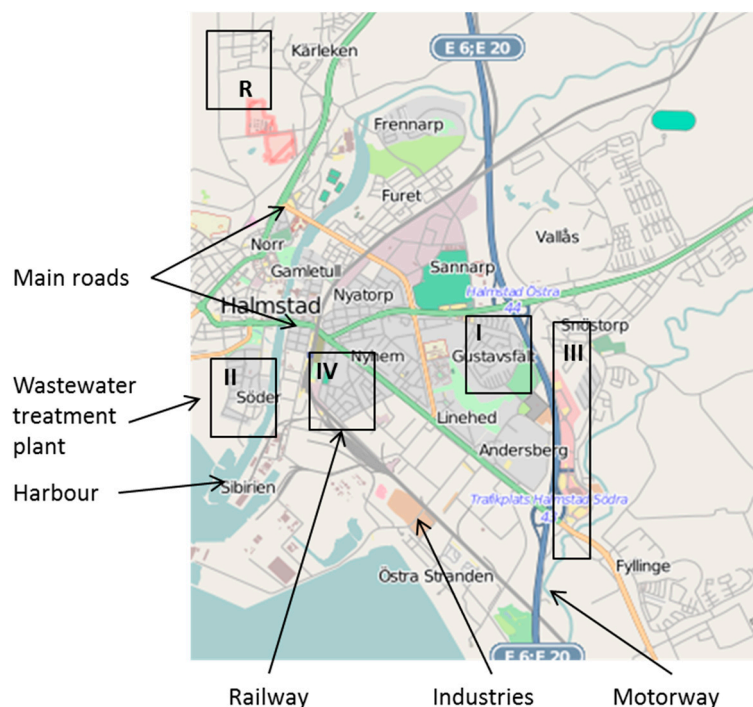 Kärleken
E 6;E 20
R
Frennarp
Furet
Vallås
Norr
Main roads
Gamletull
Sannarp
Nyatorp
Halmstad Östra
44
Halmstad
Snöstorp
I
III
Gustavsfält
II
IV
Nyhem
Wastewater
treatment
plant
Söder
Linehed
Andersberg
Harbour
Sibirien
Trafikplats Halmstad Södra
43
Fyllinge
Östra Stranden
E 6;E 20
Railway
Industries
Motorway